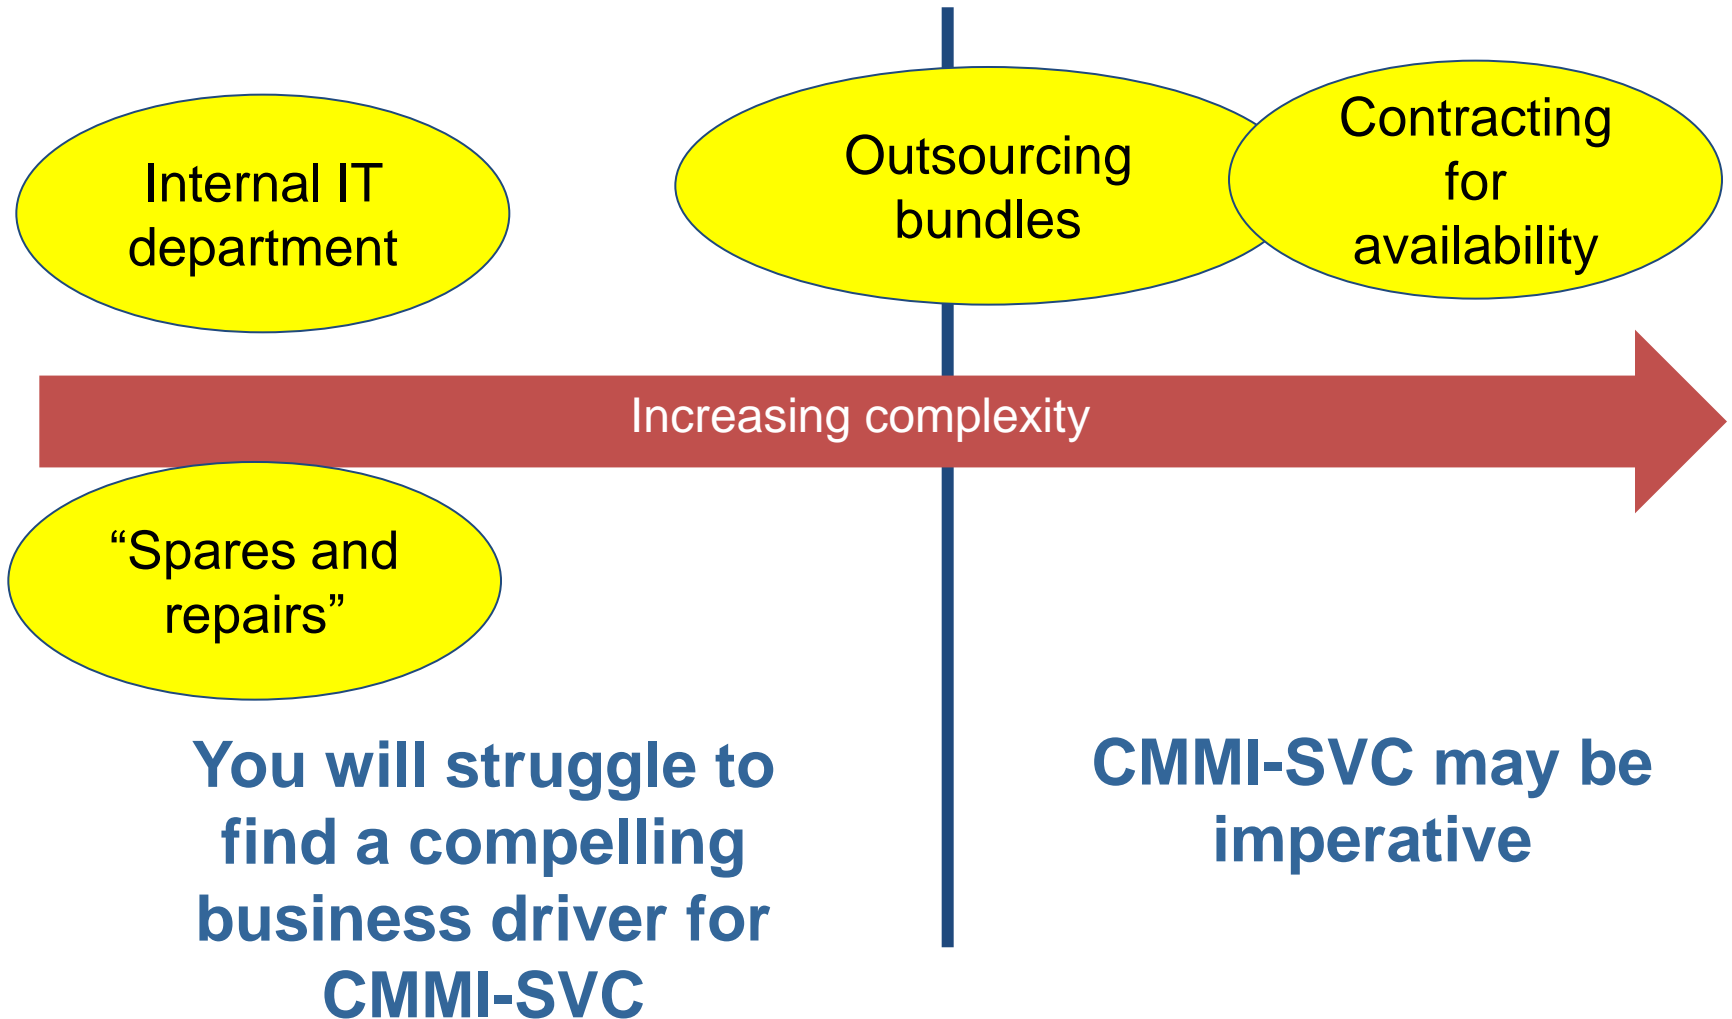 Internal IT
department
Outsourcing
bundles
Contracting
for
availability
Increasing complexity
“Spares and
repairs”
You will struggle to
find a compelling
business driver for
CMMI-SVC
CMMI-SVC may be
imperative